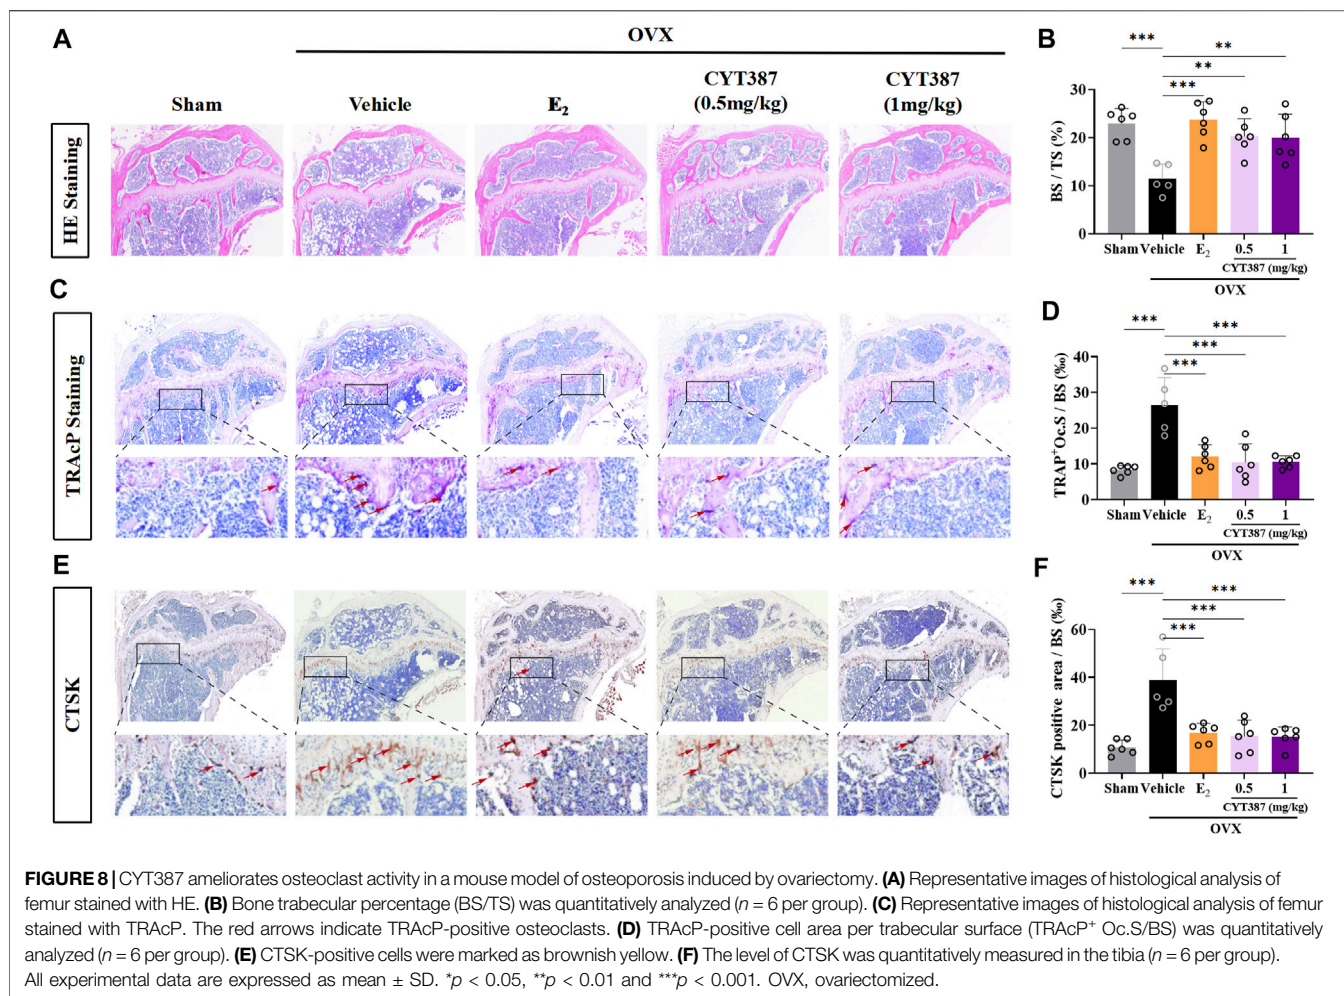 A
OVX
Sham
Vehicle
E₂
CYT387
(0.5mg/kg)
CYT387
(1mg/kg)
HE Staining
B
***
**
**
***
BS / TS (%)
30
20
10
0
Sham Vehicle E₂ 0.5 1
CYT387 (mg/kg)
OVX
C
TRAcP Staining
D
***
***
***
***
TRAP⁺Oc.S / BS (‰)
40
30
20
10
0
Sham Vehicle E₂ 0.5 1
CYT387 (mg/kg)
OVX
E
CTSK
F
***
***
***
***
CTSK positive area / BS (‰)
60
40
20
0
Sham Vehicle E₂ 0.5 1
CYT387 (mg/kg)
OVX
FIGURE 8 | CYT387 ameliorates osteoclast activity in a mouse model of osteoporosis induced by ovariectomy. (A) Representative images of histological analysis of
femur stained with HE. (B) Bone trabecular percentage (BS/TS) was quantitatively analyzed (n = 6 per group). (C) Representative images of histological analysis of femur
stained with TRAcP. The red arrows indicate TRAcP-positive osteoclasts. (D) TRAcP-positive cell area per trabecular surface (TRAcP⁺ Oc.S/BS) was quantitatively
analyzed (n = 6 per group). (E) CTSK-positive cells were marked as brownish yellow. (F) The level of CTSK was quantitatively measured in the tibia (n = 6 per group).
All experimental data are expressed as mean ± SD. *p < 0.05, **p < 0.01 and ***p < 0.001. OVX, ovariectomized.